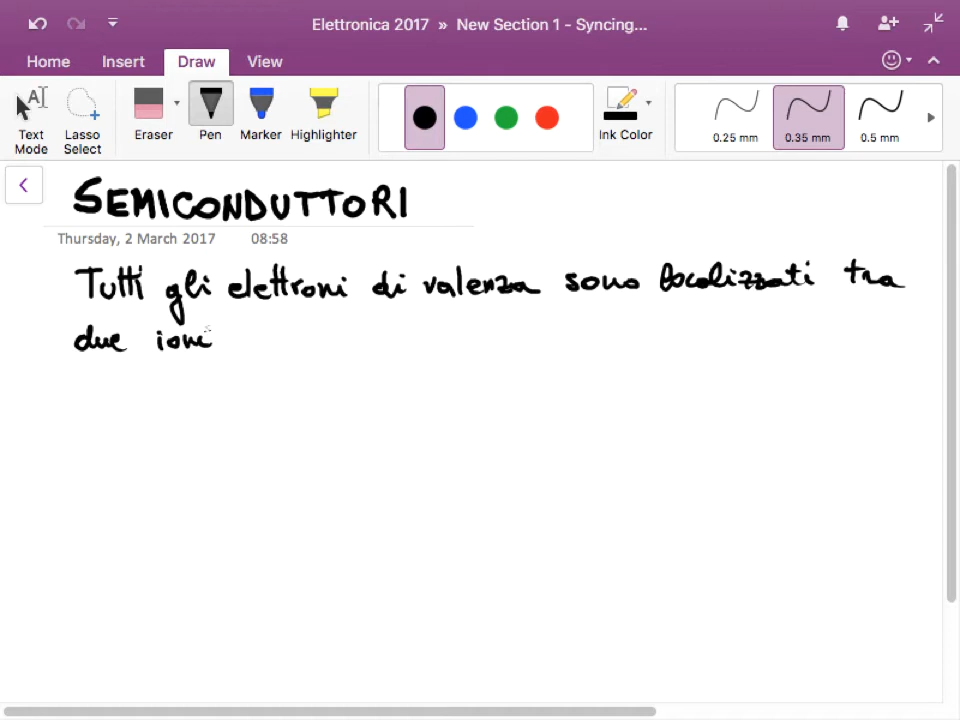 Elettronica 2017 » New Section 1 - Syncing...
Home Insert Draw View
Text Mode
Lasso Select
Eraser
Pen
Marker
Highlighter
Ink Color
0.25 mm
0.35 mm
0.5 mm
SEMICONDUTTORI
Thursday, 2 March 2017 08:58
Tutti gli elettroni di valenza sono localizzati tra
due ioni